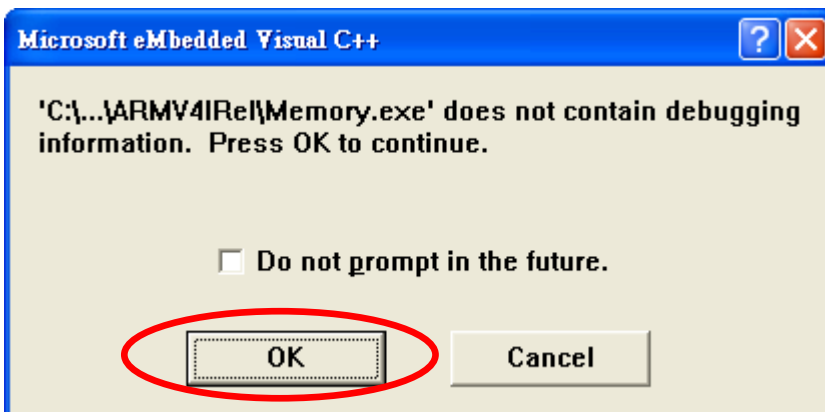 Microsoft eMbedded Visual C++
'C:\...\ARMV4IRel\Memory.exe' does not contain debugging
information.  Press OK to continue.
Do not prompt in the future.
OK
Cancel